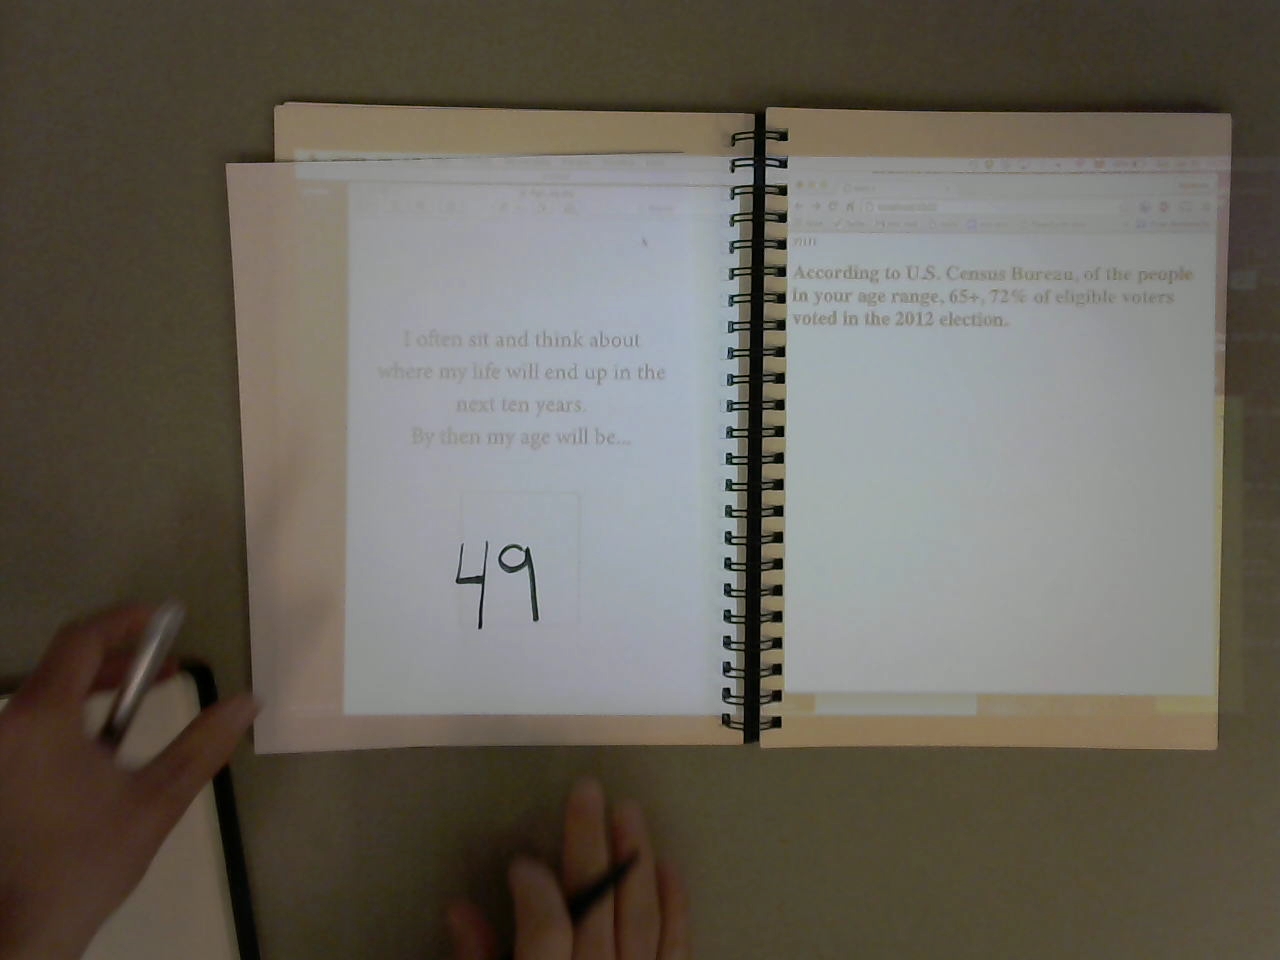 I often sit and think about
where my life will end up in the
next ten years.
By then my age will be...
49
According to U.S. Census Bureau, of the people
in your age range, 65+, 72% of eligible voters
voted in the 2012 election.